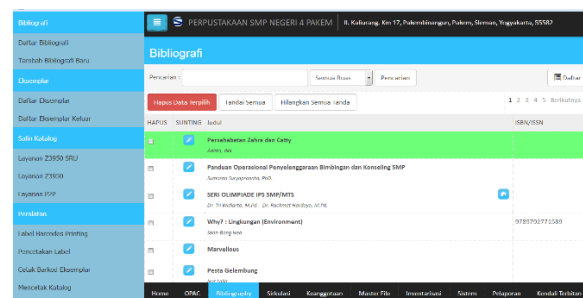 Bibliografi
Daftar Bibliografi
Tambah Bibliografi Baru
Eksemplar
Daftar Eksemplar
Daftar Eksemplar Keluar
Salin Katalog
Layanan Z3950 SRU
Layanan Z3950
Layanan P2P
Peralatan
Label Barcodes Printing
Pencetakan Label
Cetak Barkod Eksemplar
Mencetak Katalog
PERPUSTAKAAN SMP NEGERI 4 PAKEM
Jl. Kaliurang, Km 17, Pakembinangun, Pakem, Sleman, Yogyakarta, 55582
Bibliografi
Pencarian :
Semua Ruas
Pencarian
Daftar
Hapus Data Terpilih
Tandai Semua
Hilangkan Semua Tanda
1 2 3 4 5 Berikutnya
HAPUS SUNTING Judul ISBN/ISSN
Persahabatan Zahra dan Catty
Panduan Operasional Penyelenggaraan Bimbingan dan Konseling SMP
SERI OLIMPIADE IPS SMP/MTS
Why? : Lingkungan (Environment) 9789792771589
Marvellous
Pesta Gelembung
Home OPAC Bibliography Sirkulasi Keanggotaan Master File Inventarisasi Sistem Pelaporan Kendali Terbitan